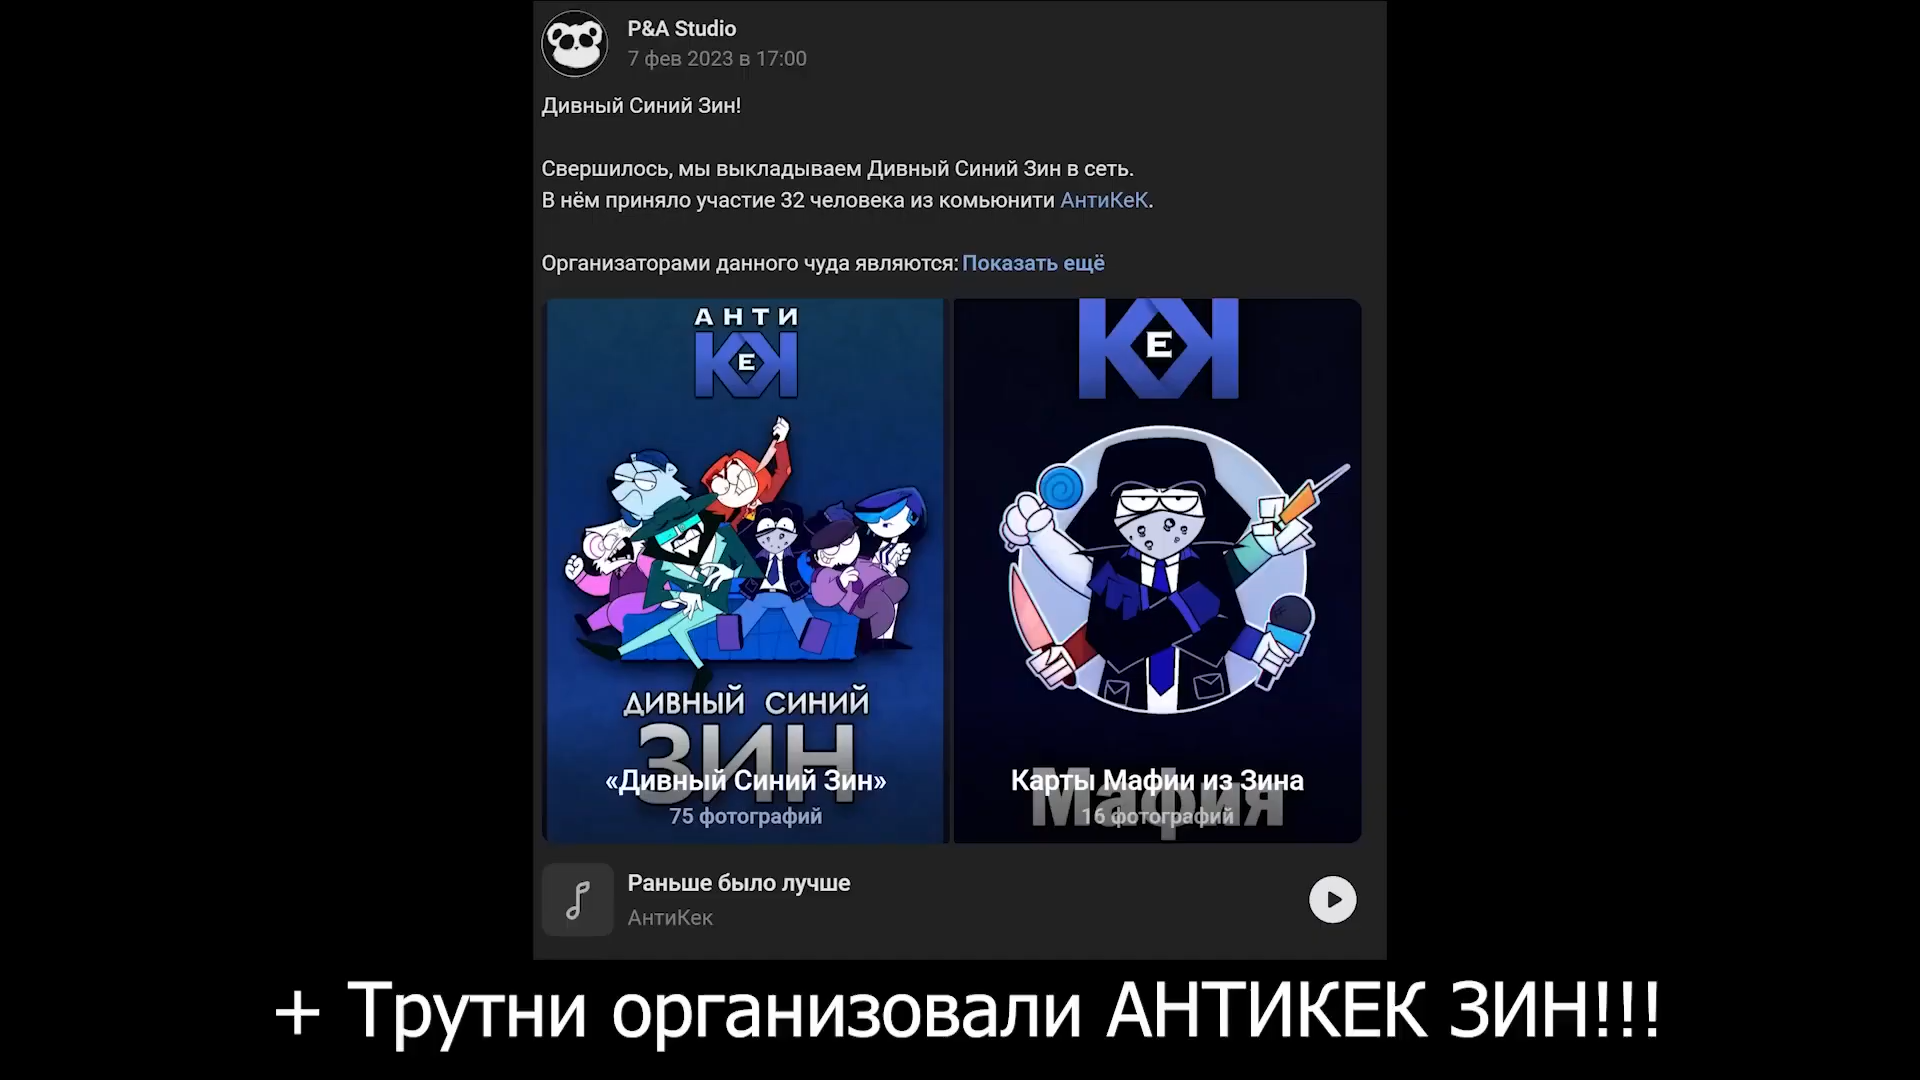 P&A Studio
7 фев 2023 в 17:00
Дивный Синий Зин!
Свершилось, мы выкладываем Дивный Синий Зин в сеть.
В нём приняло участие 32 человека из комьюнити АнтиКеК.
Организаторами данного чуда являются: Показать ещё
АНТИ
КЕК
ДИВНЫЙ СИНИЙ
ЗИН
«Дивный Синий Зин»
75 фотографий
КЕК
Мафия
Карты Мафии из Зина
16 фотографий
Раньше было лучше
АнтиКек
+ Трутни организовали АНТИКЕК ЗИН!!!